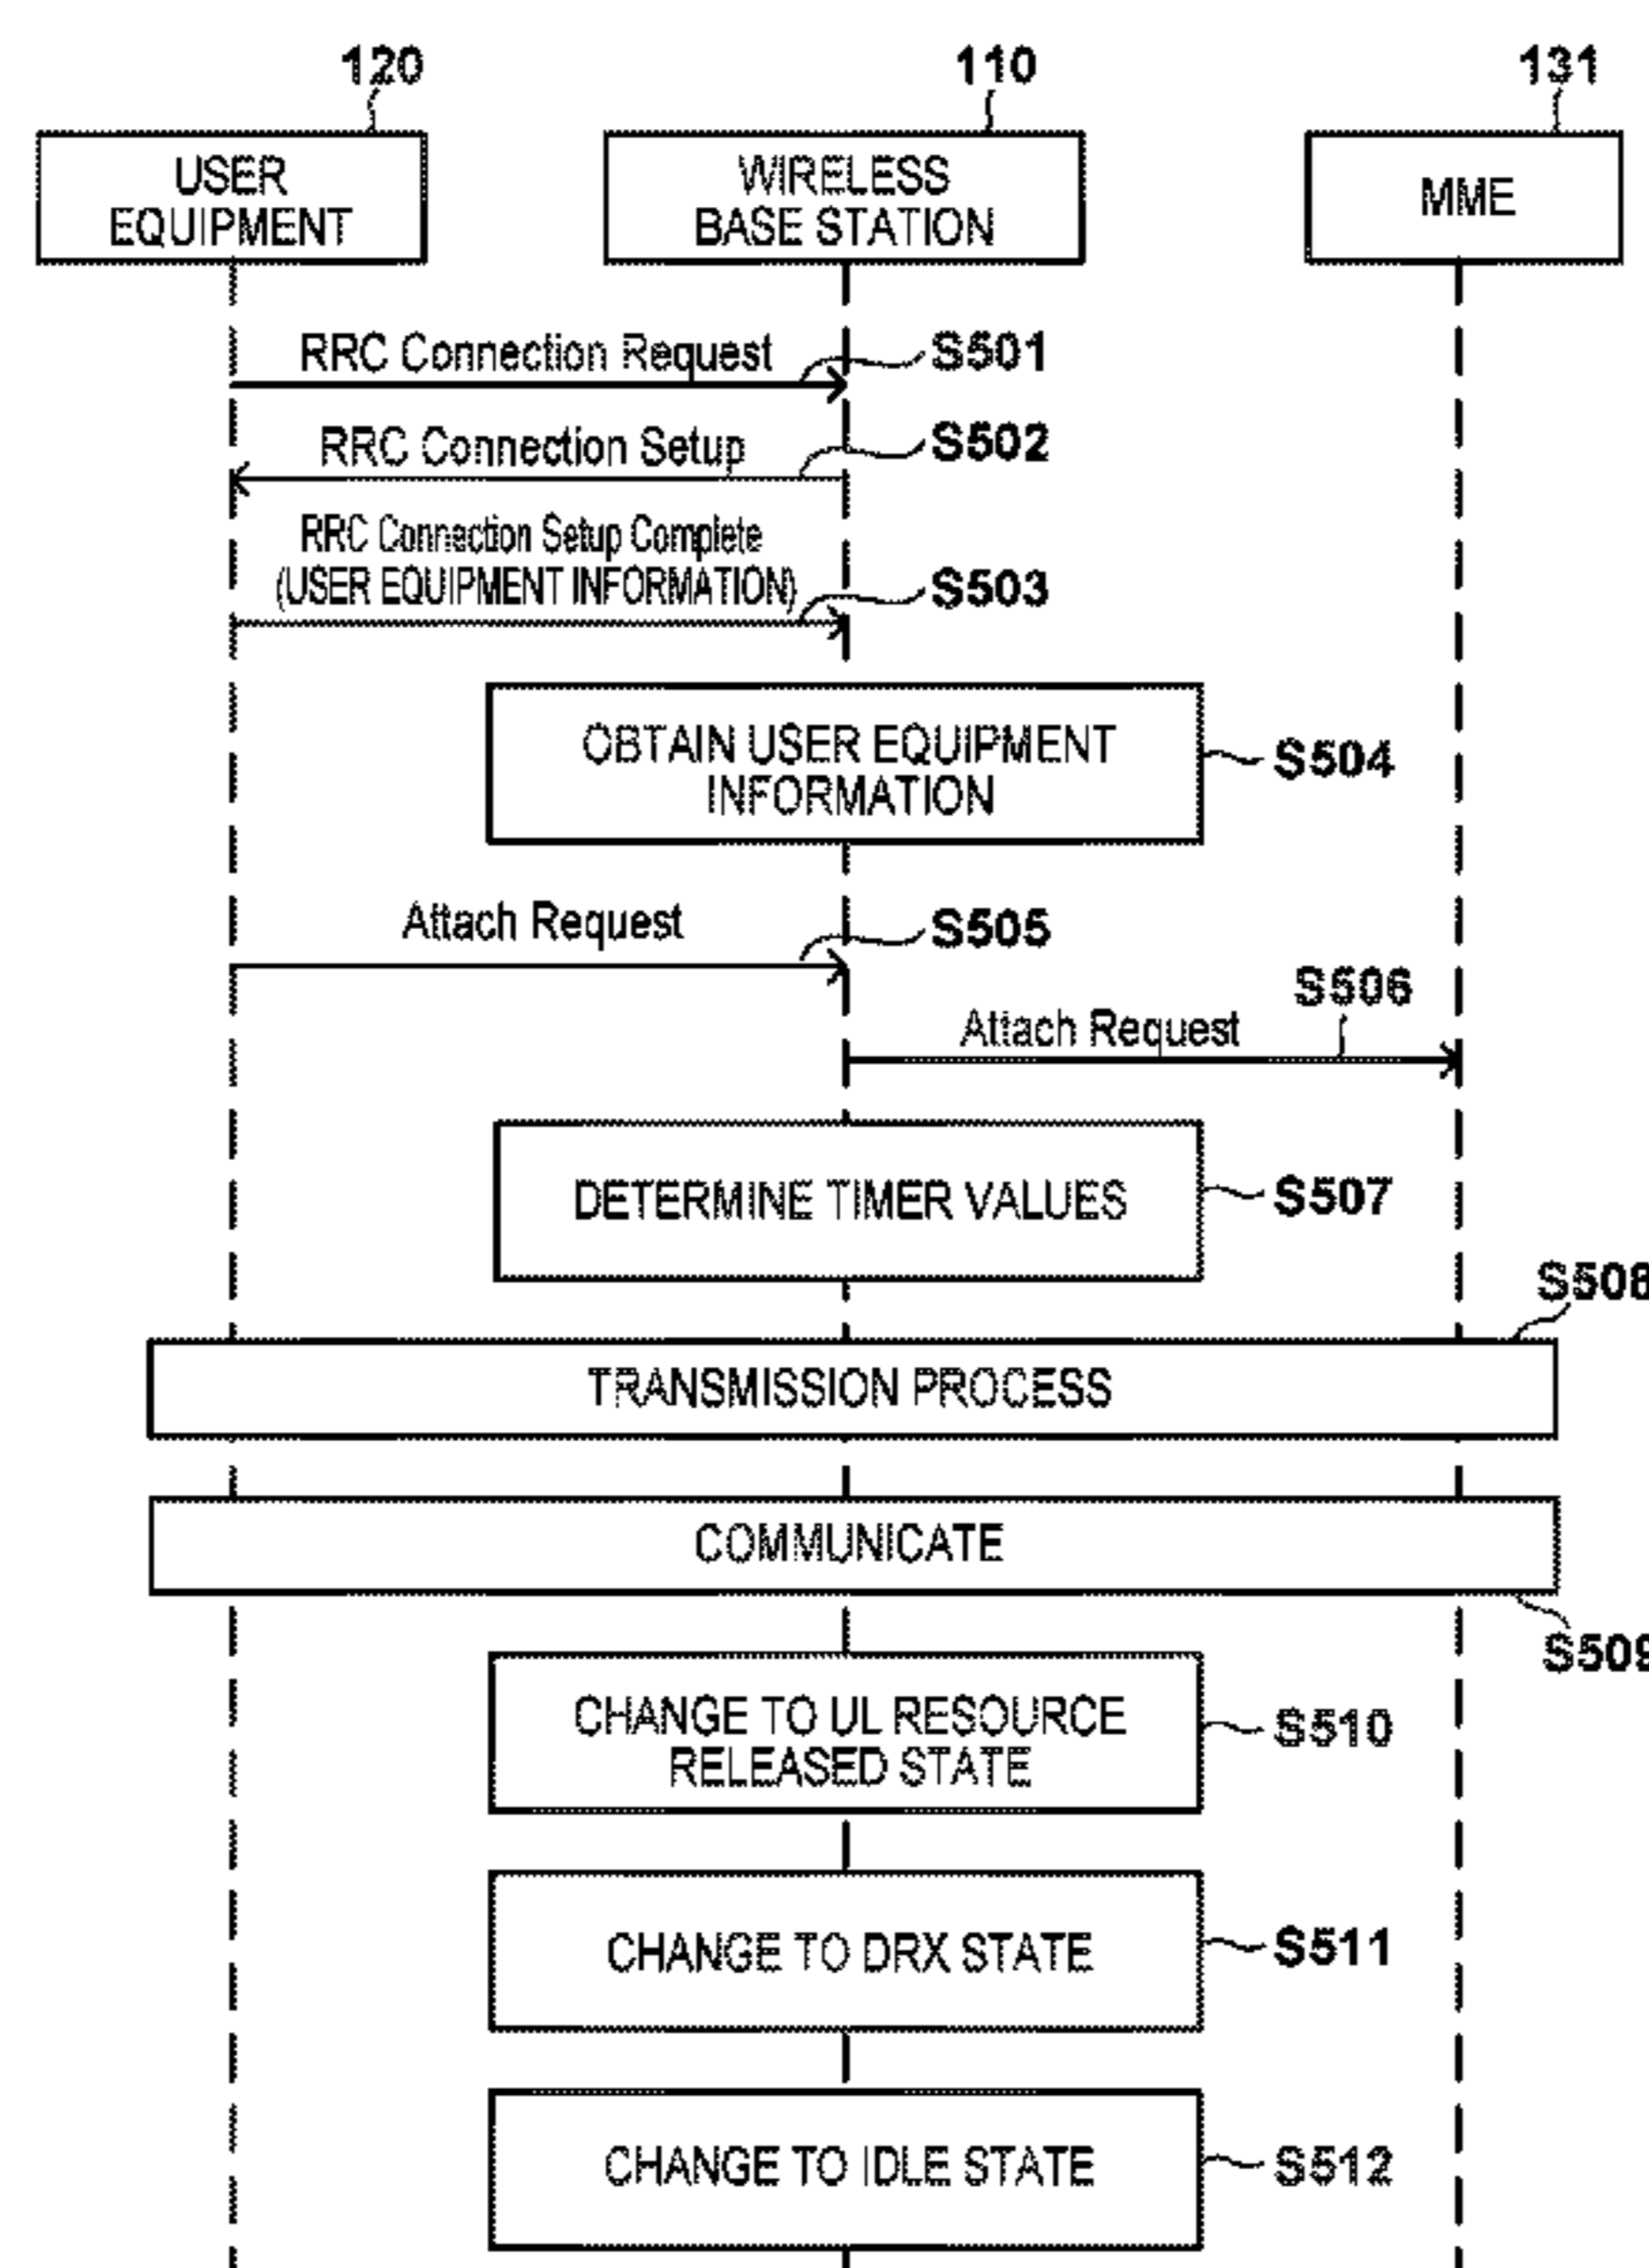 120
110
131
USER
EQUIPMENT
WIRELESS
BASE STATION
MME
RRC Connection Request
S501
RRC Connection Setup
S502
RRC Connection Setup Complete
(USER EQUIPMENT INFORMATION)
S503
OBTAIN USER EQUIPMENT
INFORMATION
S504
Attach Request
S505
S506
Attach Request
DETERMINE TIMER VALUES
S507
S508
TRANSMISSION PROCESS
COMMUNICATE
S509
CHANGE TO UL RESOURCE
RELEASED STATE
S510
CHANGE TO DRX STATE
S511
CHANGE TO IDLE STATE
S512